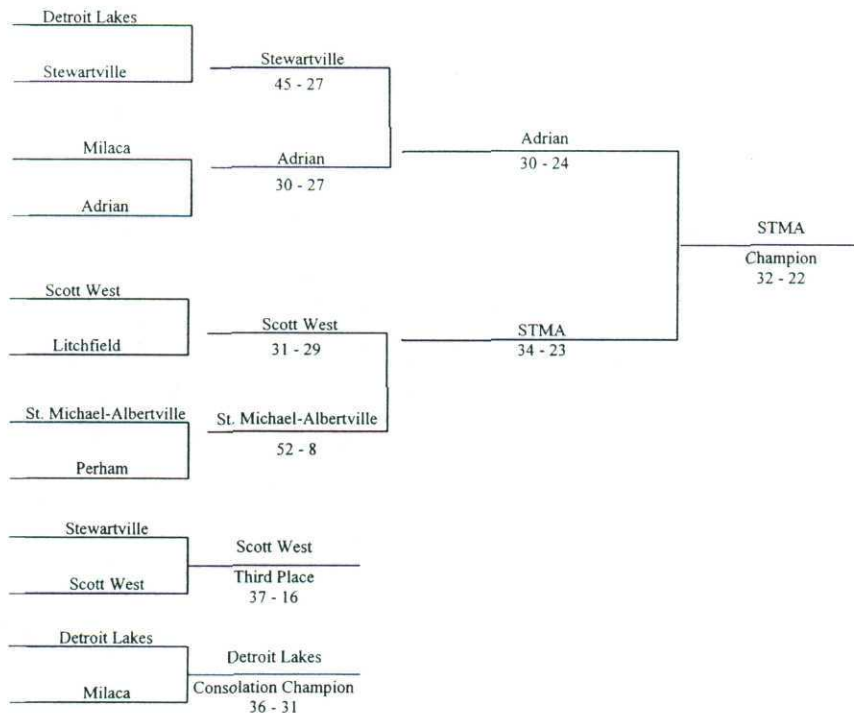 Detroit Lakes
Stewartville
Stewartville
45 - 27
Milaca
Adrian
Adrian
30 - 27
Adrian
30 - 24
Scott West
Litchfield
Scott West
31 - 29
St. Michael-Albertville
Perham
St. Michael-Albertville
52 - 8
STMA
34 - 23
STMA
Champion
32 - 22
Stewartville
Scott West
Scott West
Third Place
37 - 16
Detroit Lakes
Milaca
Detroit Lakes
Consolation Champion
36 - 31